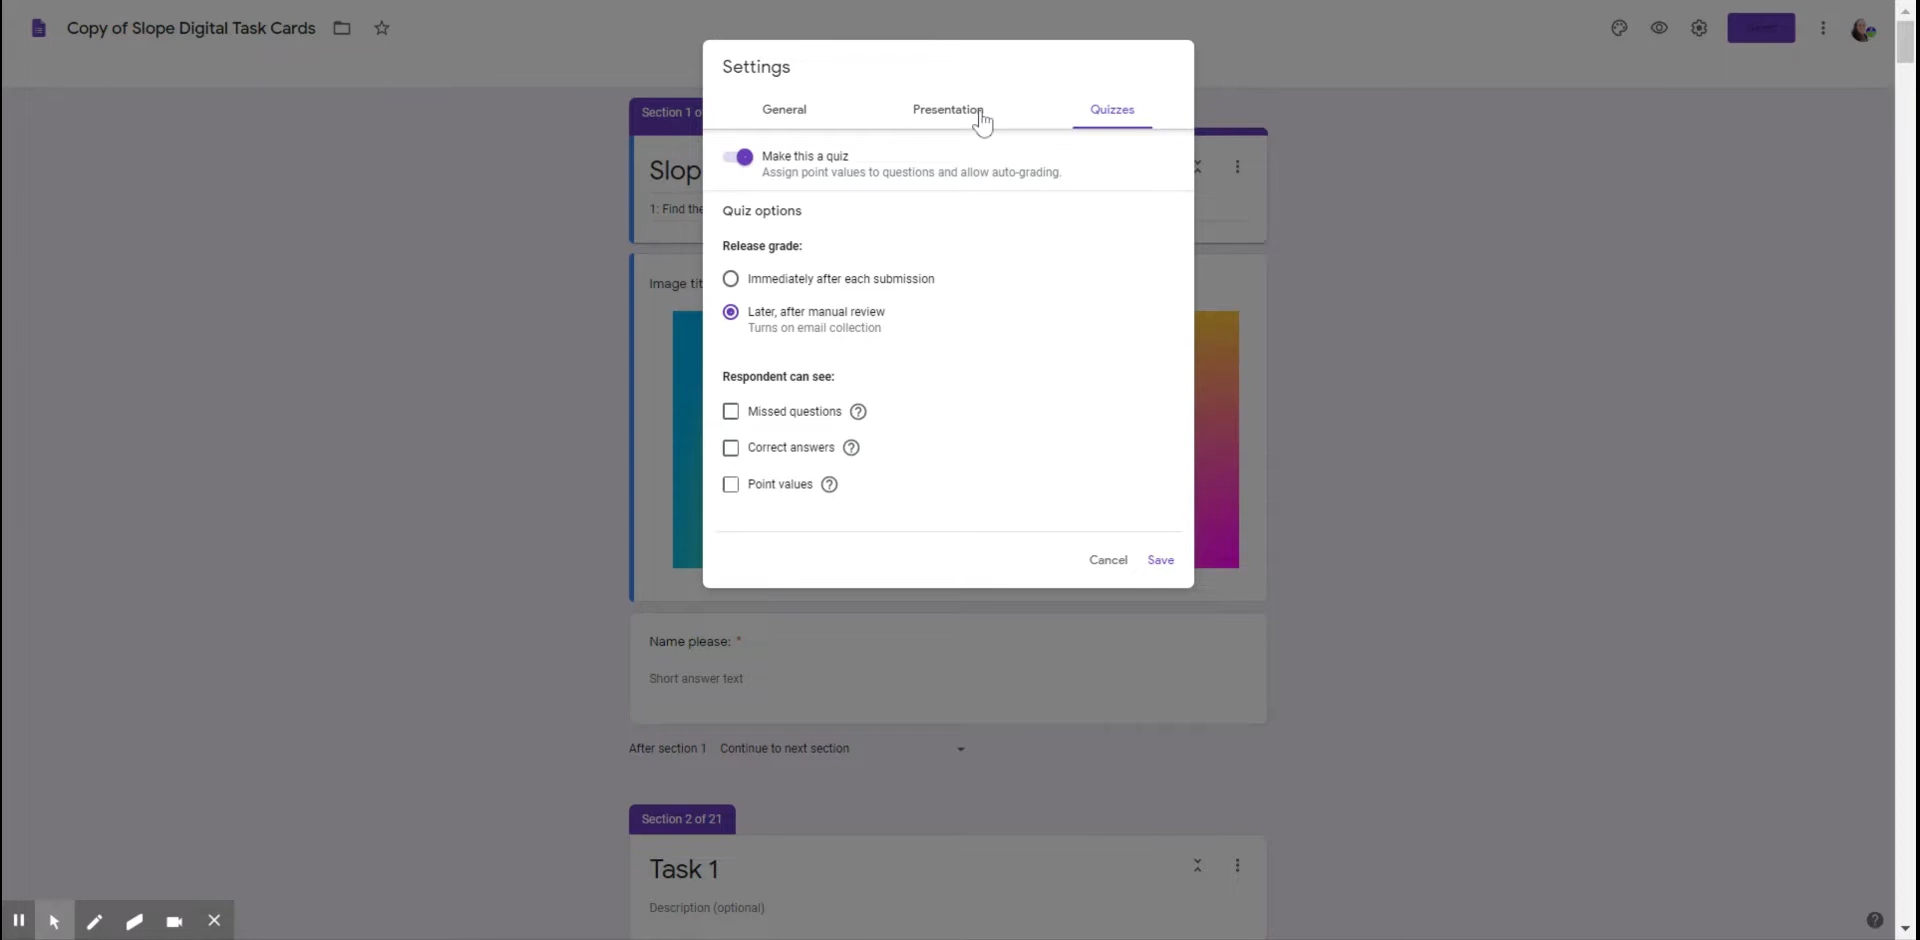 Copy of Slope Digital Task Cards
Settings
General
Presentation
Quizzes
Section 1 o
Make this a quiz
Assign point values to questions and allow auto-grading.
Slop
1: Find the
Quiz options
Release grade:
Immediately after each submission
Later, after manual review
Turns on email collection
Image tit
Respondent can see:
Missed questions
Correct answers
Point values
Cancel
Save
Name please: *
Short answer text
After section 1
Continue to next section
Section 2 of 21
Task 1
Description (optional)